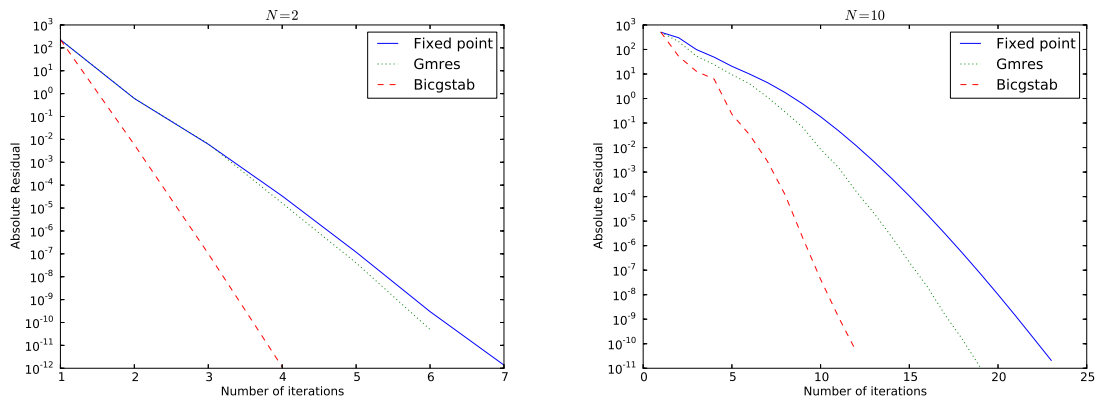 N=2
10^3
10^2
10^1
10^0
10^-1
10^-2
10^-3
10^-4
10^-5
10^-6
10^-7
10^-8
10^-9
10^-10
10^-11
10^-12
Absolute Residual
1 2 3 4 5 6 7
Number of iterations
Fixed point
Gmres
Bicgstab
N=10
10^3
10^2
10^1
10^0
10^-1
10^-2
10^-3
10^-4
10^-5
10^-6
10^-7
10^-8
10^-9
10^-10
10^-11
Absolute Residual
0 5 10 15 20 25
Number of iterations
Fixed point
Gmres
Bicgstab